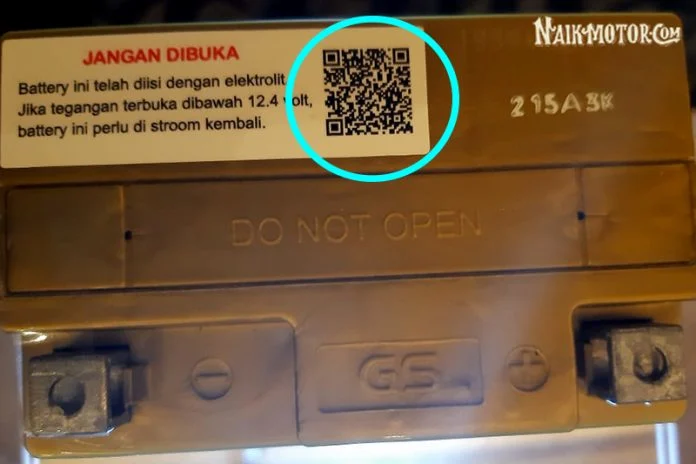 NAIKMOTOR.COM
JANGAN DIBUKA
Battery ini telah diisi dengan elektrolit
Jika tegangan terbuka dibawah 12.4 volt,
battery ini perlu di stroom kembali.
215A3K
DO NOT OPEN
GS